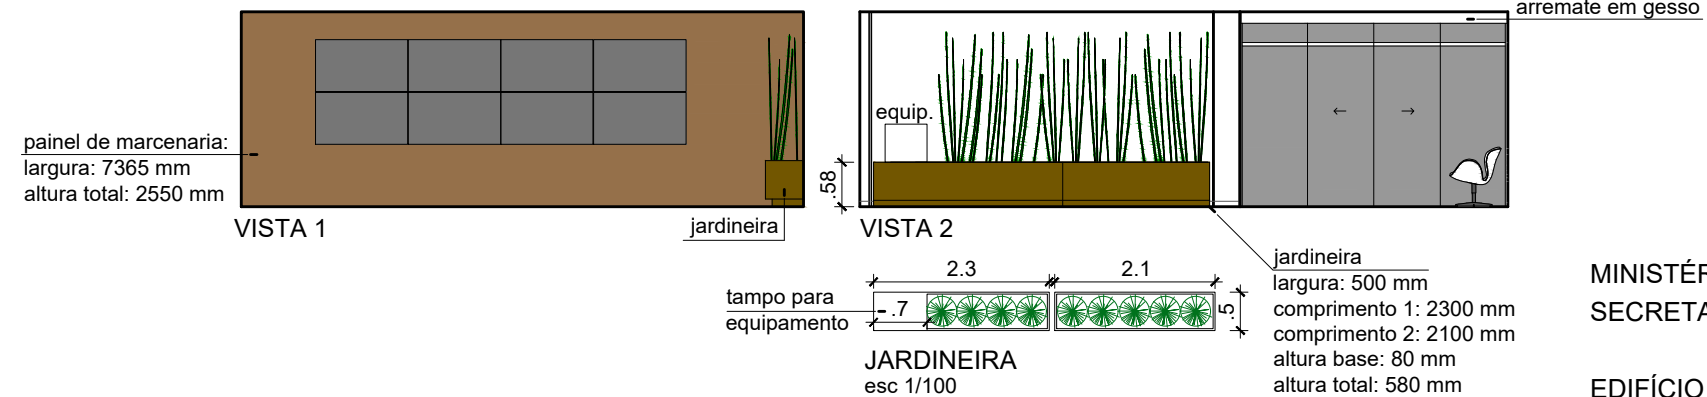 arremate em gesso
equip.
painel de marcenaria:
largura: 7365 mm
altura total: 2550 mm
.58
VISTA 1
jardineira
VISTA 2
jardineira
largura: 500 mm
comprimento 1: 2300 mm
comprimento 2: 2100 mm
altura base: 80 mm
altura total: 580 mm
2.3
2.1
tampo para
equipamento
.7
.5
JARDINEIRA
esc 1/100
MINISTÉR
SECRETA
EDIFÍCIO